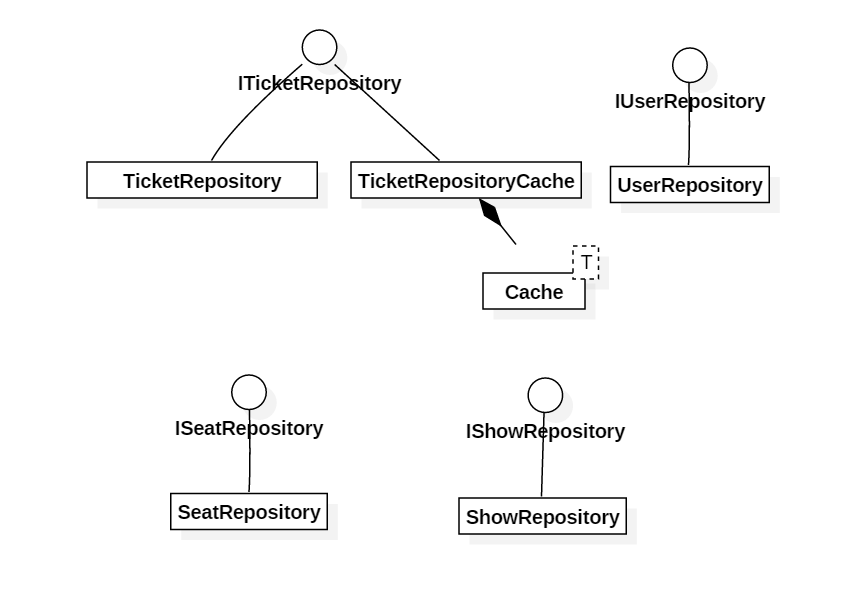 ITicketRepository
IUserRepository
TicketRepository
TicketRepositoryCache
UserRepository
T
Cache
ISeatRepository
IShowRepository
SeatRepository
ShowRepository